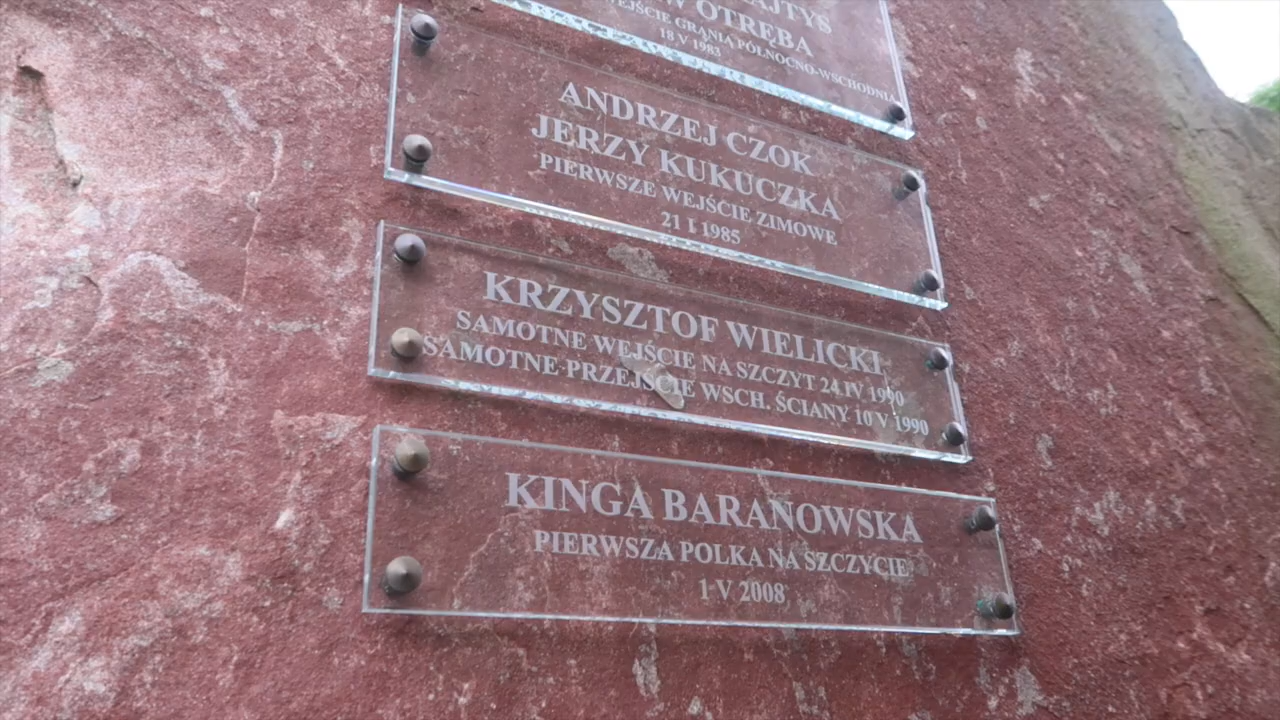 AJTYS
W OTRĘBA
WEJŚCIE GRANIĄ PÓŁNOCNO-WSCHODNIĄ
18 V 1983
ANDRZEJ CZOK
JERZY KUKUCZKA
PIERWSZE WEJŚCIE ZIMOWE
21 I 1985
KRZYSZTOF WIELICKI
SAMOTNE WEJŚCIE NA SZCZYT 24 IV 1990
SAMOTNE PRZEJŚCIE WSCH. ŚCIANY 10 V 1990
KINGA BARANOWSKA
PIERWSZA POLKA NA SZCZYCIE
1 V 2008